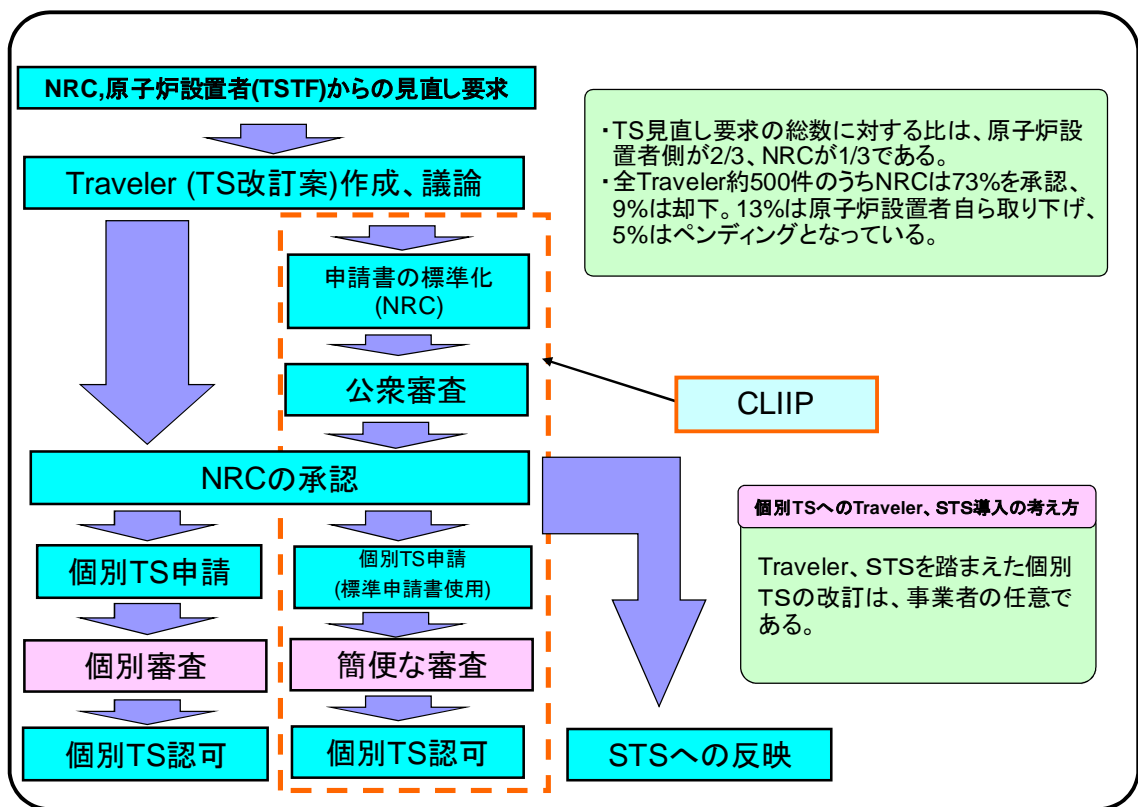 NRC,原子炉設置者(TSTF)からの見直し要求
Traveler (TS改訂案)作成、議論
申請書の標準化
(NRC)
公衆審査
NRCの承認
個別TS申請
個別TS申請
(標準申請書使用)
個別審査
簡便な審査
個別TS認可
個別TS認可
STSへの反映
・TS見直し要求の総数に対する比は、原子炉設
置者側が2/3、NRCが1/3である。
・全Traveler約500件のうちNRCは73%を承認、
9%は却下。13%は原子炉設置者自ら取り下げ、
5%はペンディングとなっている。
CLIIP
個別TSへのTraveler、STS導入の考え方
Traveler、STSを踏まえた個別
TSの改訂は、事業者の任意で
ある。